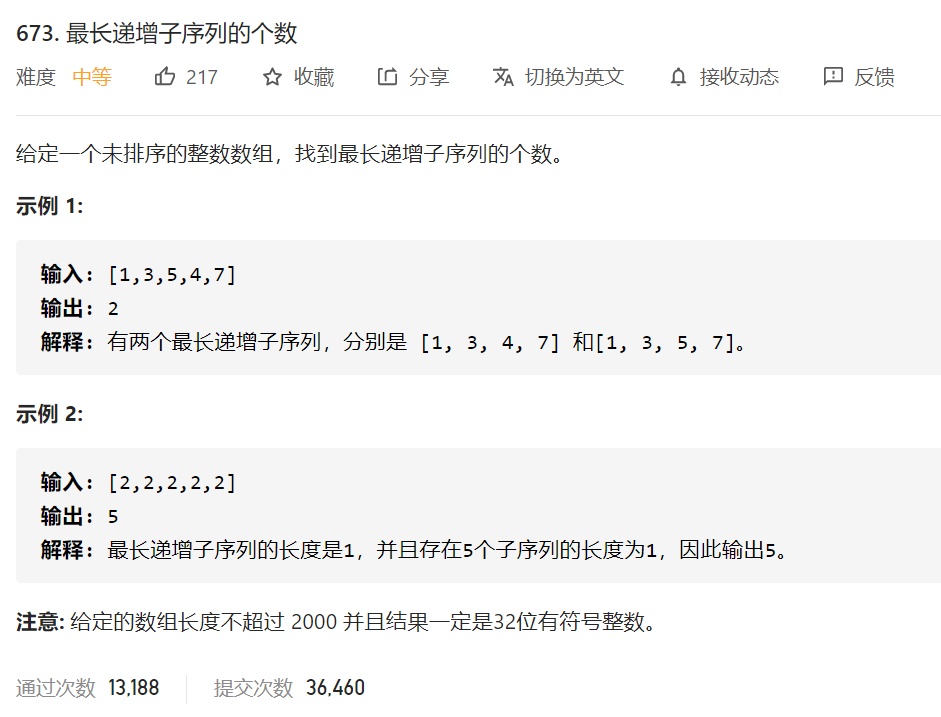 673. 最长递增子序列的个数
难度 中等 217 收藏 分享 切换为英文 接收动态 反馈
给定一个未排序的整数数组，找到最长递增子序列的个数。
示例 1:
输入: [1,3,5,4,7]
输出: 2
解释: 有两个最长递增子序列，分别是 [1, 3, 4, 7] 和[1, 3, 5, 7]。
示例 2:
输入: [2,2,2,2,2]
输出: 5
解释: 最长递增子序列的长度是1，并且存在5个子序列的长度为1，因此输出5。
注意: 给定的数组长度不超过 2000 并且结果一定是32位有符号整数。
通过次数 13,188 提交次数 36,460